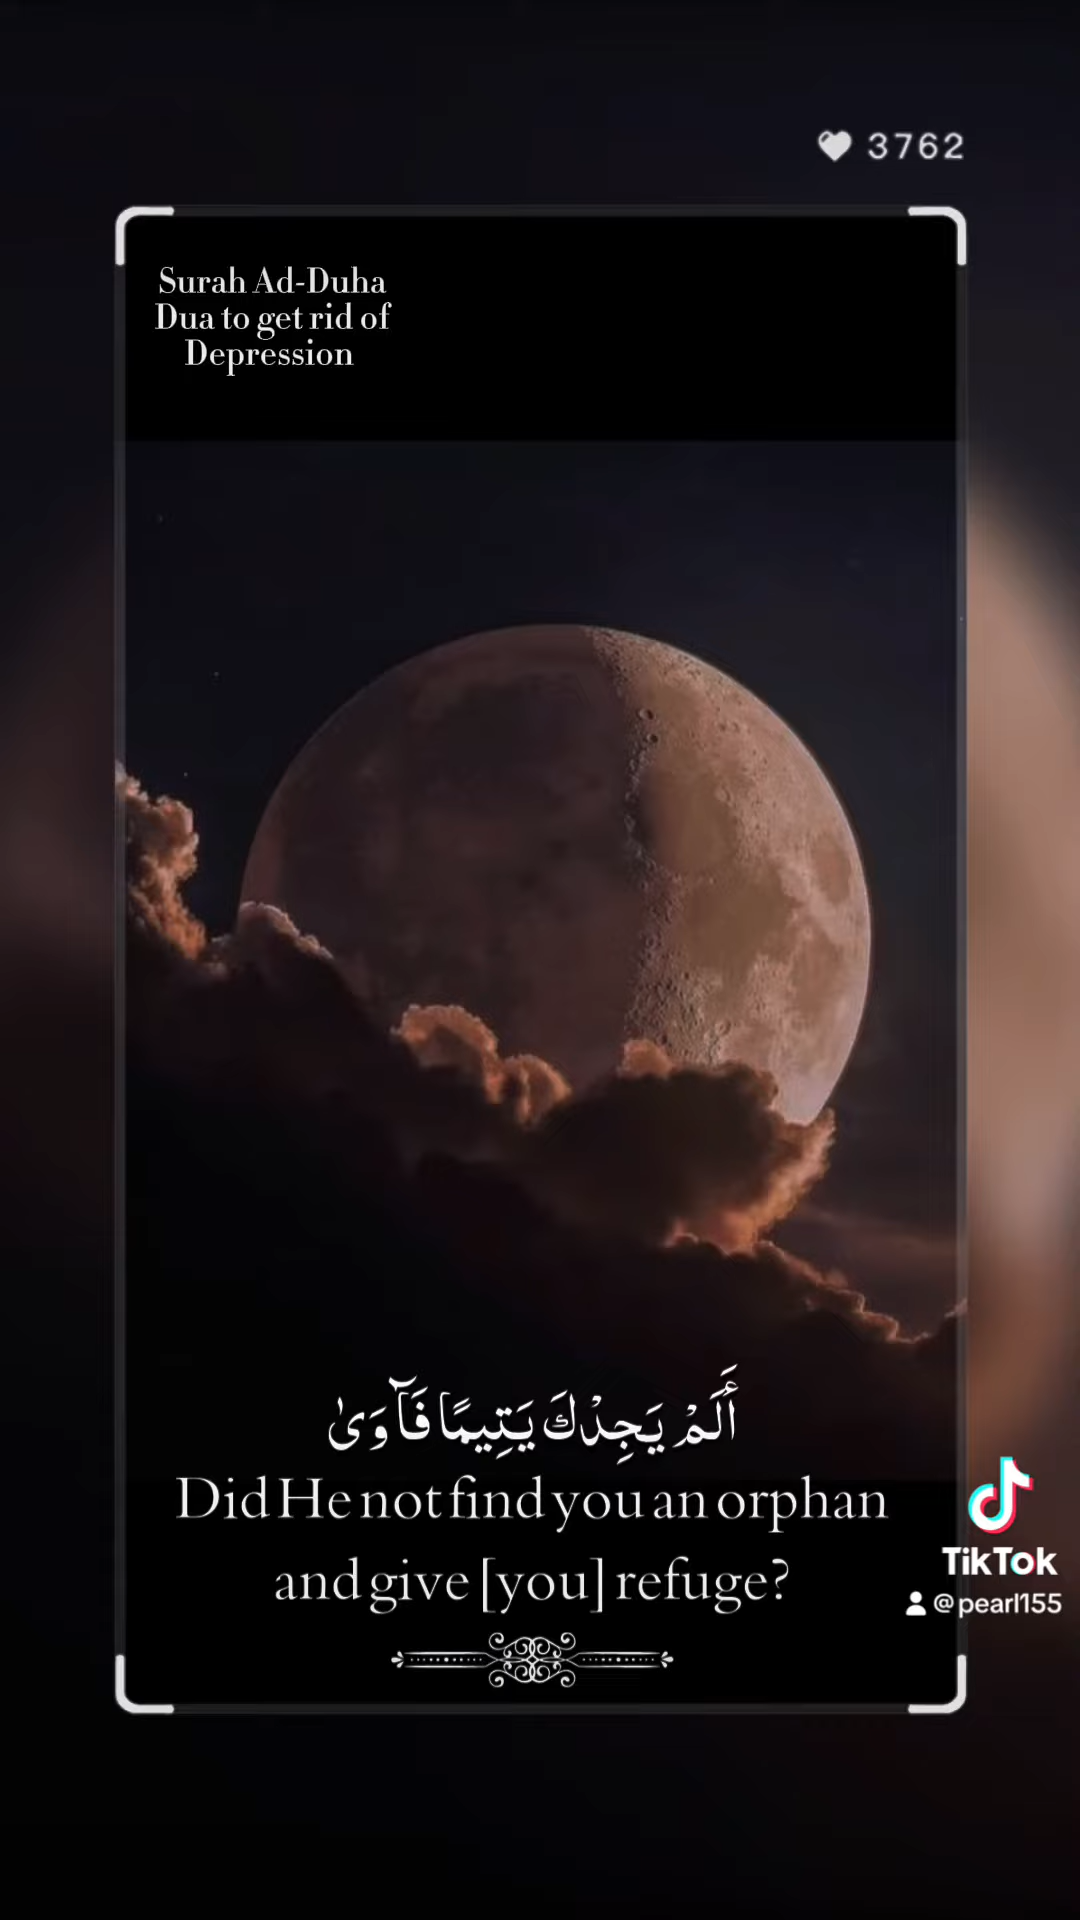 3762
Surah Ad-Duha
Dua to get rid of
Depression
أَلَمْ يَجِدْكَ يَتِيمًا فَآوَىٰ
Did He not find you an orphan
and give [you] refuge?
TikTok
@pearl155